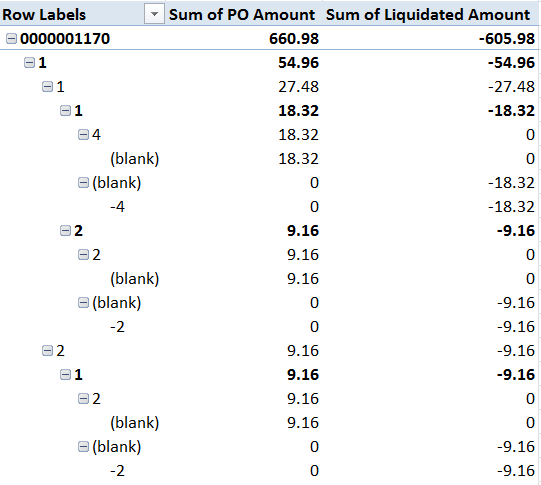 Row Labels Sum of PO Amount Sum of Liquidated Amount
0000001170 660.98 -605.98
1 54.96 -54.96
1 27.48 -27.48
1 18.32 -18.32
4 18.32 0
(blank) 18.32 0
(blank) 0 -18.32
-4 0 -18.32
2 9.16 -9.16
2 9.16 0
(blank) 9.16 0
(blank) 0 -9.16
-2 0 -9.16
2 9.16 -9.16
1 9.16 -9.16
2 9.16 0
(blank) 9.16 0
(blank) 0 -9.16
-2 0 -9.16